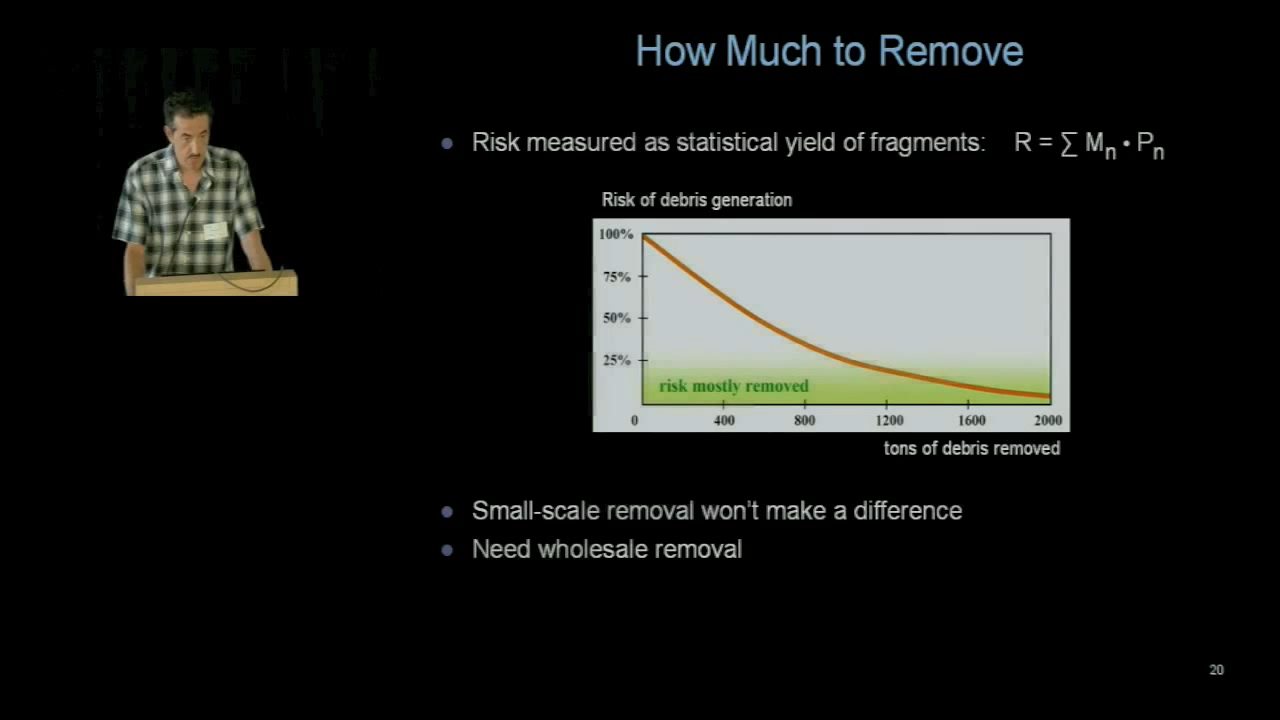 How Much to Remove
• Risk measured as statistical yield of fragments: R = ∑ Mn • Pn
Risk of debris generation
100%
75%
50%
25%
risk mostly removed
0 400 800 1200 1600 2000
tons of debris removed
• Small-scale removal won't make a difference
• Need wholesale removal
20